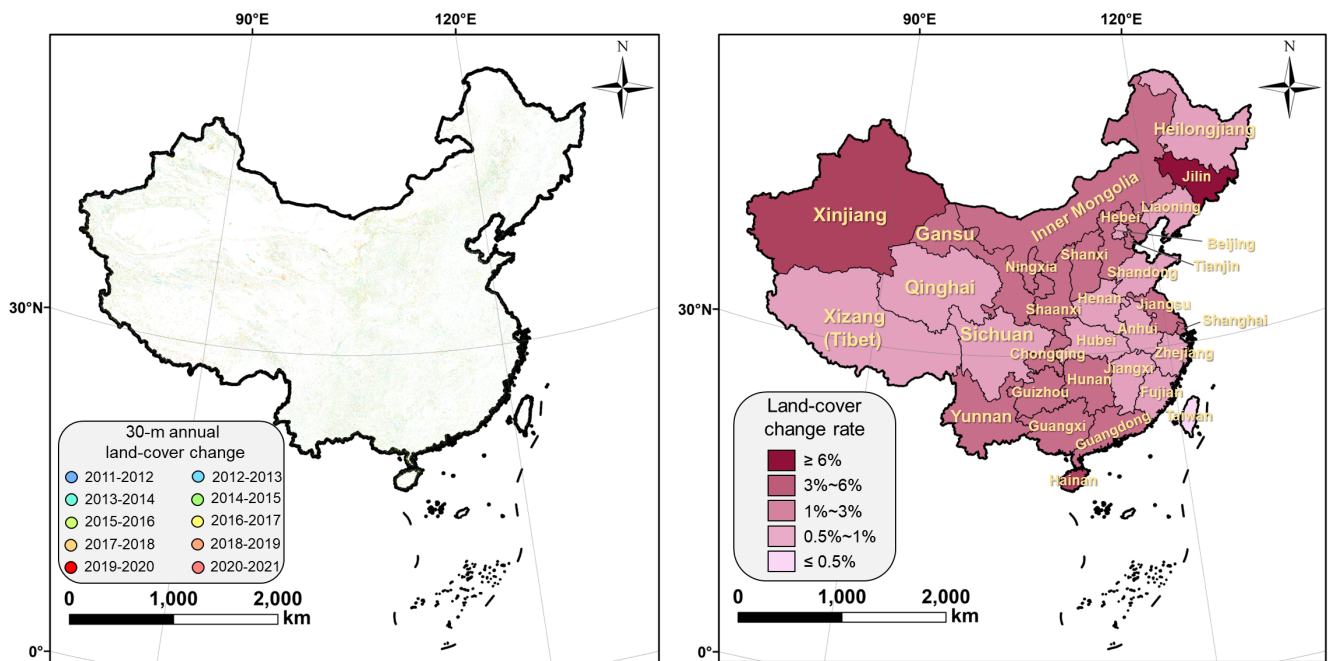 90°E
120°E
N
30°N
0°
30-m annual
land-cover change
2011-2012
2012-2013
2013-2014
2014-2015
2015-2016
2016-2017
2017-2018
2018-2019
2019-2020
2020-2021
0
1,000
2,000
km
90°E
120°E
N
30°N
0°
Heilongjiang
Jilin
Xinjiang
Inner Mongolia
Liaoning
Hebei
Gansu
Beijing
Shanxi
Tianjin
Ningxia
Shandong
Qinghai
Henan
Jiangsu
Shaanxi
Xizang
(Tibet)
Shanghai
Sichuan
Anhui
Hubei
Chongqing
Zhejiang
Jiangxi
Hunan
Guizhou
Fujian
Yunnan
Taiwan
Guangxi
Guangdong
Hainan
Land-cover
change rate
≥ 6%
3%~6%
1%~3%
0.5%~1%
≤ 0.5%
0
1,000
2,000
km